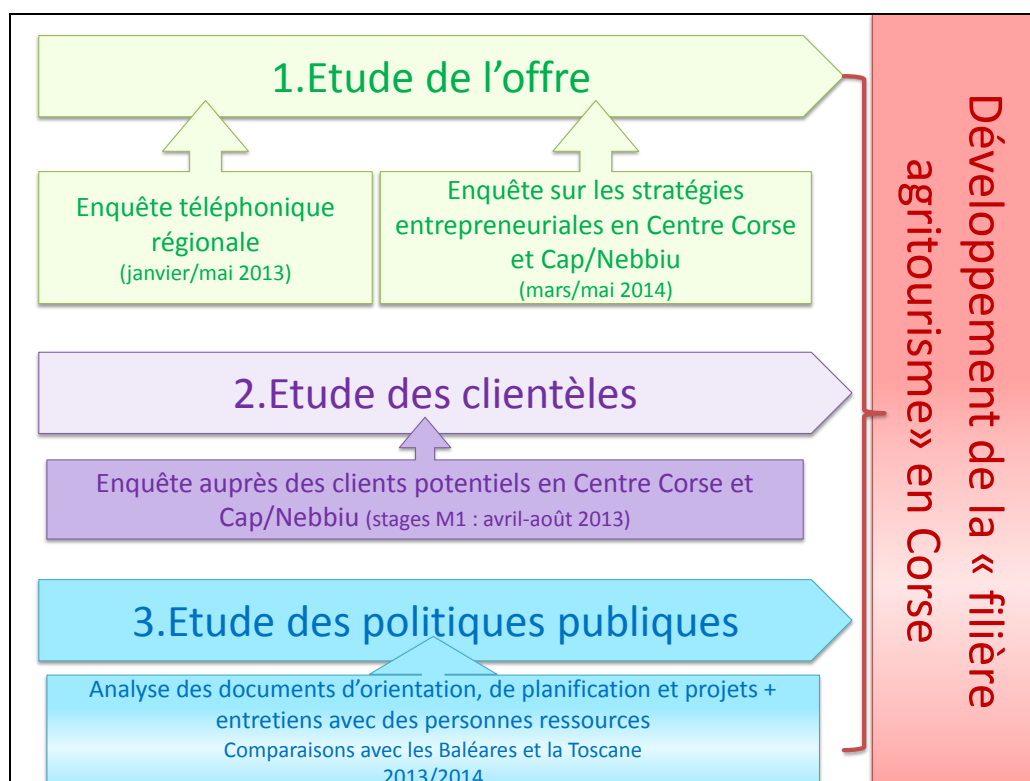 1.Etude de l’offre
Enquête téléphonique
régionale
(janvier/mai 2013)
Enquête sur les stratégies
entrepreneuriales en Centre Corse
et Cap/Nebbiu
(mars/mai 2014)
2.Etude des clientèles
Enquête auprès des clients potentiels en Centre Corse et
Cap/Nebbiu (stages M1 : avril-août 2013)
3.Etude des politiques publiques
Analyse des documents d’orientation, de planification et projets +
entretiens avec des personnes ressources
Comparaisons avec les Baléares et la Toscane
2013/2014
Développement de la « filière
agritourisme» en Corse